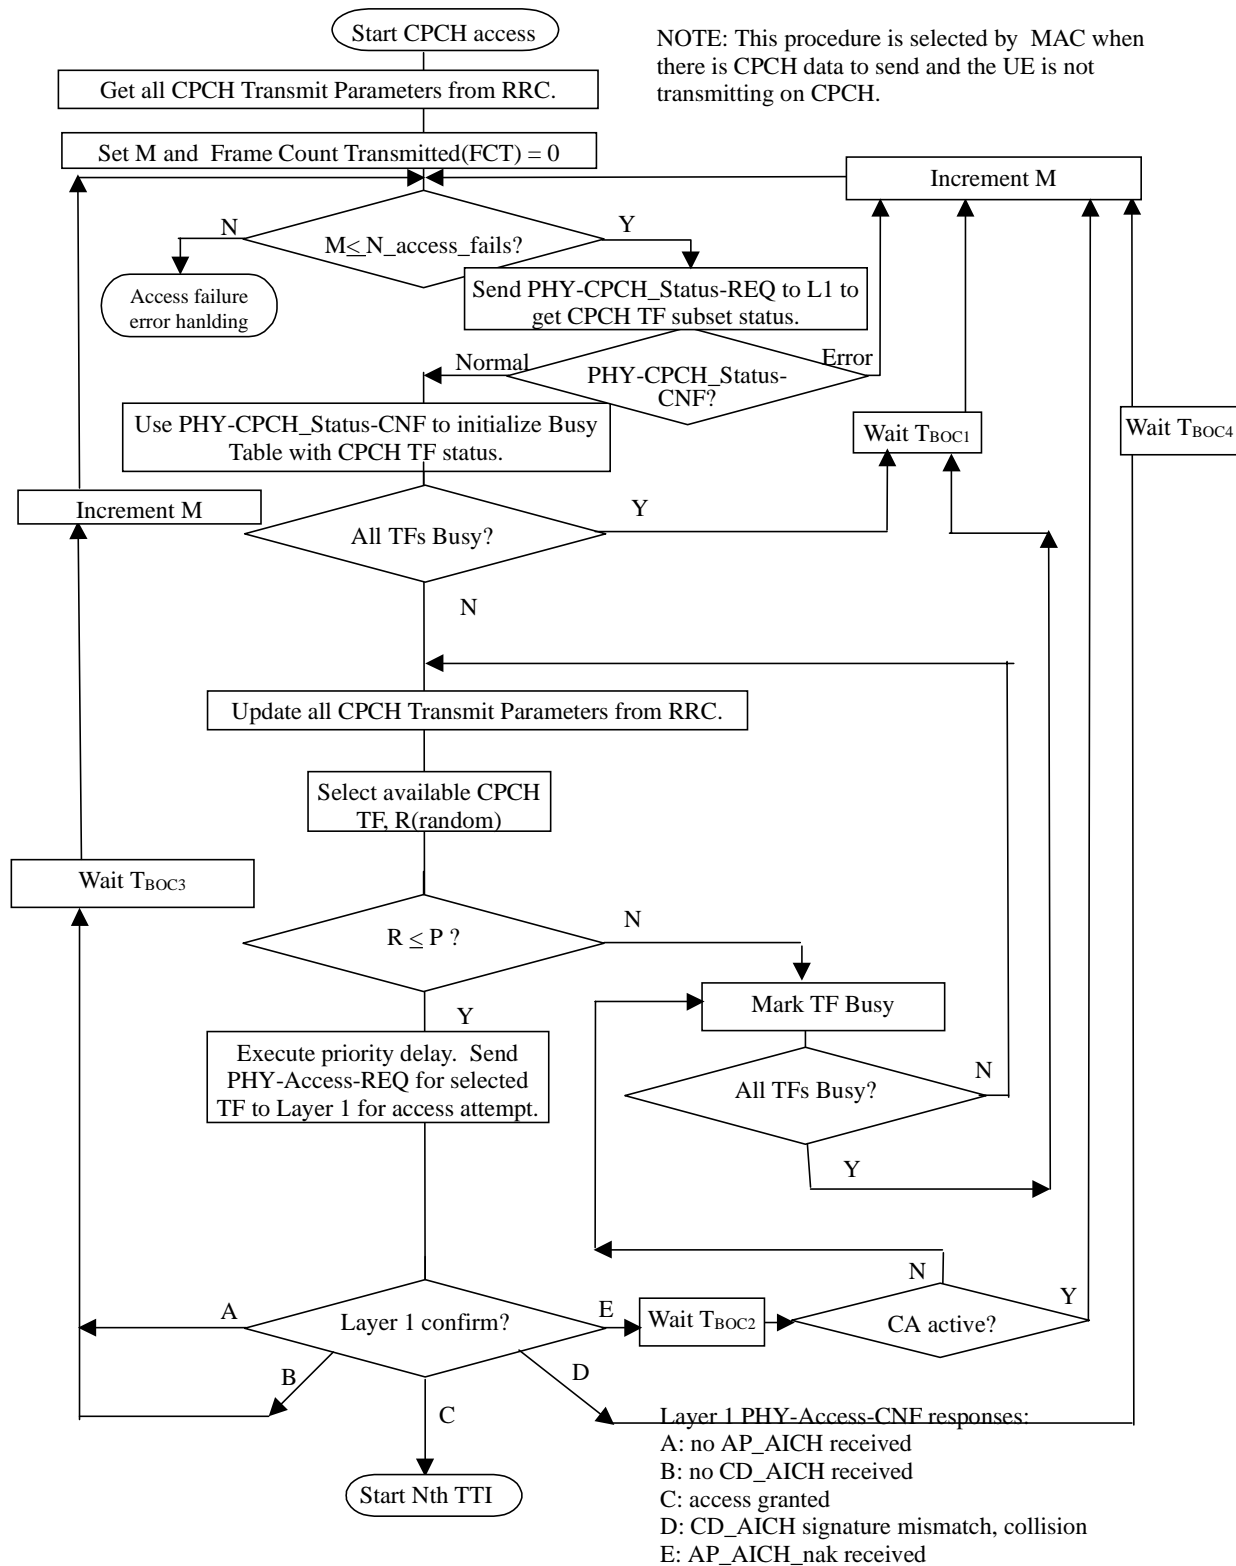 Start CPCH access
NOTE: This procedure is selected by MAC when
there is CPCH data to send and the UE is not
transmitting on CPCH.
Get all CPCH Transmit Parameters from RRC.
Set M and Frame Count Transmitted(FCT) = 0
Increment M
N
M≤N_access_fails?
Y
Access failure
error hanlding
Send PHY-CPCH_Status-REQ to L1 to
get CPCH TF subset status.
Normal
PHY-CPCH_Status-
CNF?
Error
Use PHY-CPCH_Status-CNF to initialize Busy
Table with CPCH TF status.
Wait TBOC1
Wait TBOC4
Increment M
All TFs Busy?
Y
N
Update all CPCH Transmit Parameters from RRC.
Select available CPCH
TF, R(random)
Wait TBOC3
R ≤ P ?
N
Y
Mark TF Busy
Execute priority delay. Send
PHY-Access-REQ for selected
TF to Layer 1 for access attempt.
All TFs Busy?
N
Y
A
Layer 1 confirm?
E
Wait TBOC2
N
CA active?
Y
B
D
C
Start Nth TTI
Layer 1 PHY-Access-CNF responses:
A: no AP_AICH received
B: no CD_AICH received
C: access granted
D: CD_AICH signature mismatch, collision
E: AP_AICH_nak received